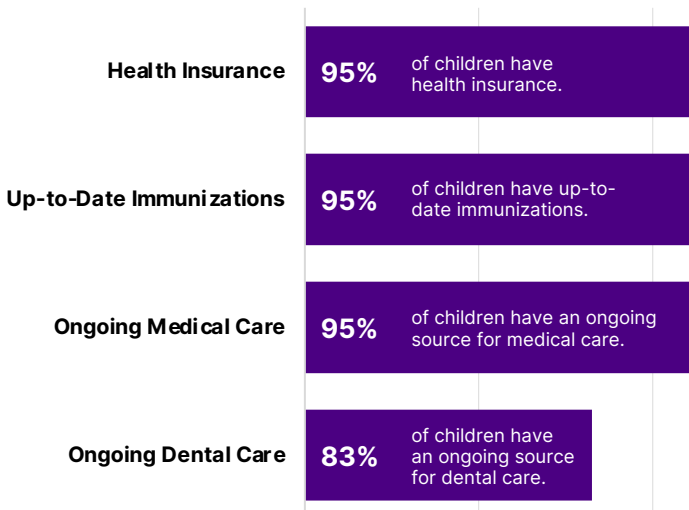 Health Insurance
95%
of children have
health insurance.
Up-to-Date Immunizations
95%
of children have up-to-
date immunizations.
Ongoing Medical Care
95%
of children have an ongoing
source for medical care.
Ongoing Dental Care
83%
of children have
an ongoing source
for dental care.